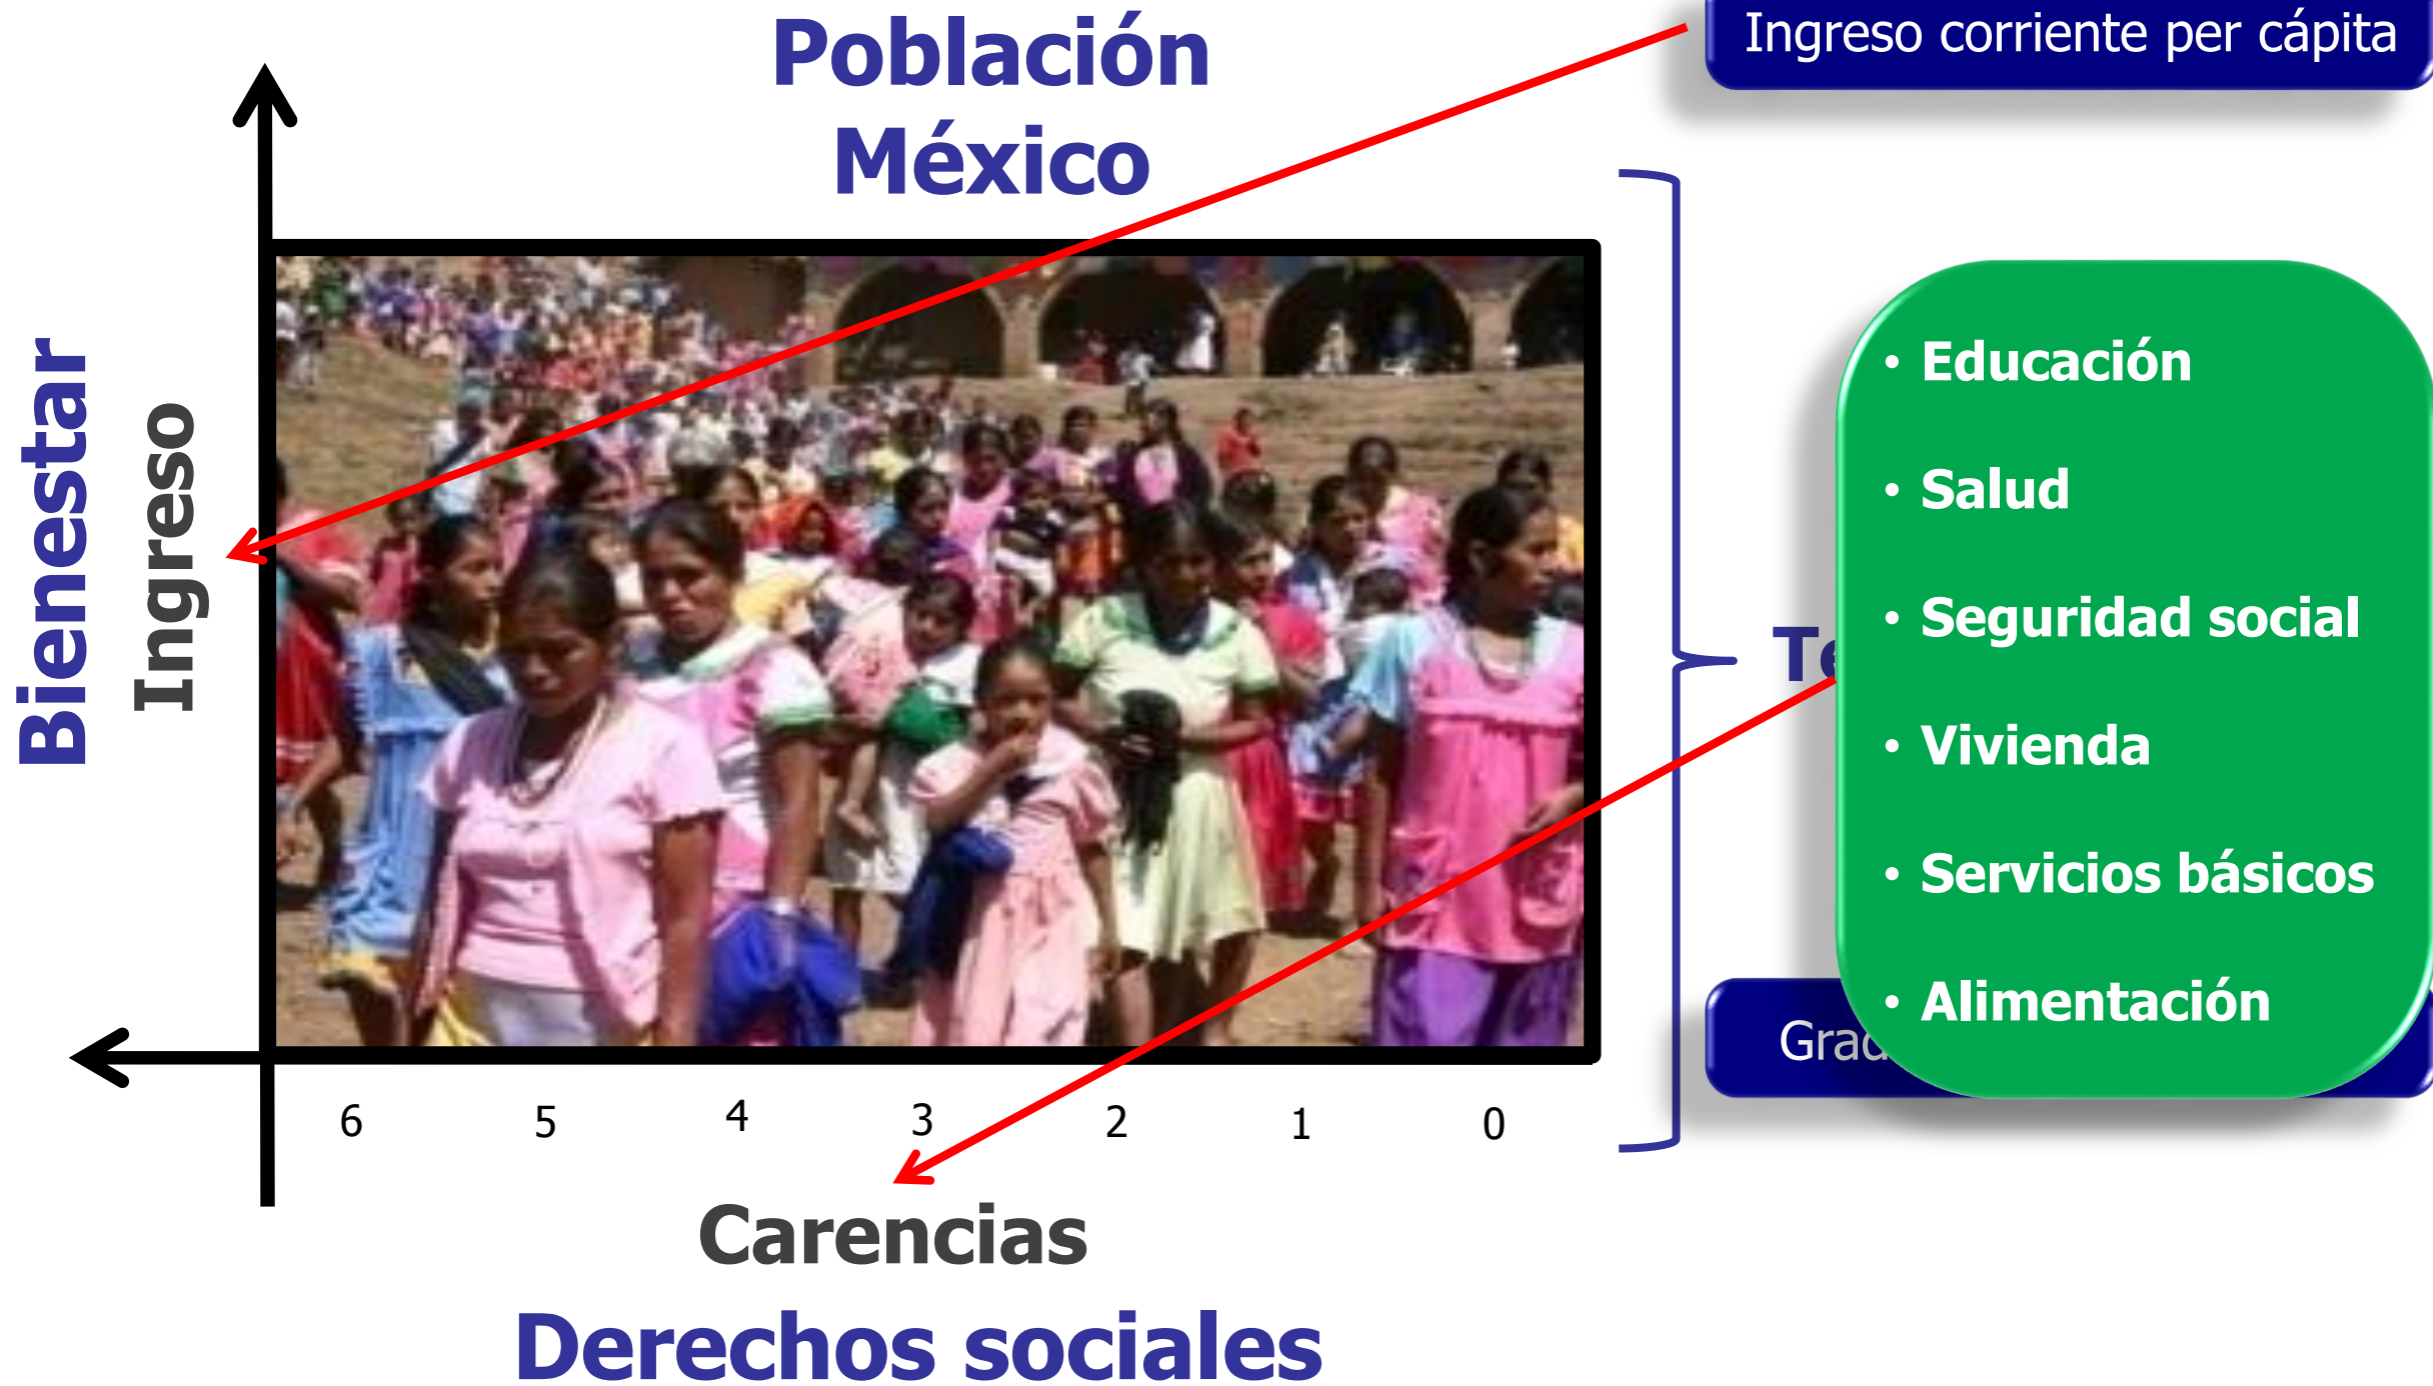 Población
México
Ingreso corriente per cápita
Bienestar
Ingreso
• Educación
• Salud
• Seguridad social
• Vivienda
• Servicios básicos
• Alimentación
6 5 4 3 2 1 0
Carencias
Derechos sociales